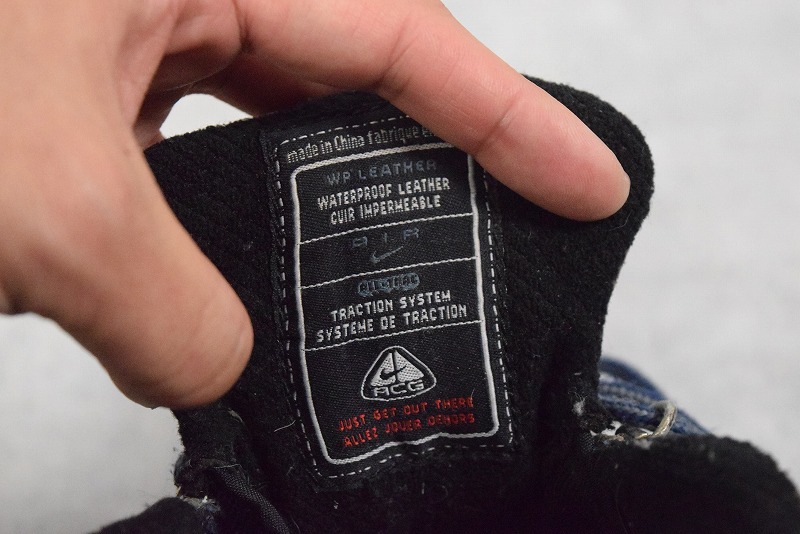 made in China fabriqué e
WP LEATHER
WATERPROOF LEATHER
CUIR IMPERMEABLE
AIR
TRACTION SYSTEM
SYSTEME DE TRACTION
ACG
JUST GET OUT THERE
ALLEZ JOUER DEHORS